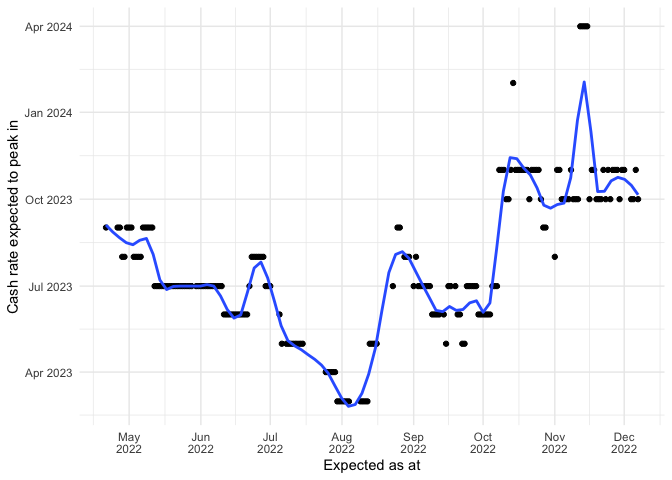 Apr 2024
Jan 2024
Oct 2023
Jul 2023
Apr 2023
Cash rate expected to peak in
May Jun Jul Aug Sep Oct Nov Dec
2022 2022 2022 2022 2022 2022 2022 2022
Expected as at